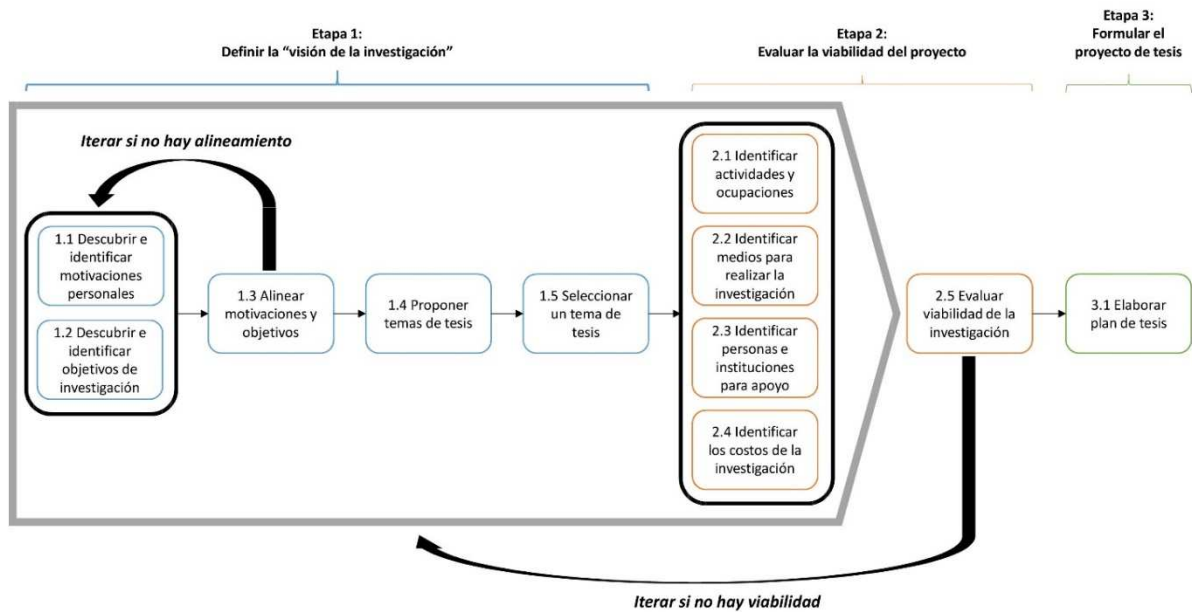 Etapa 1:
Definir la “visión de la investigación”
Etapa 2:
Evaluar la viabilidad del proyecto
Etapa 3:
Formular el
proyecto de tesis
Iterar si no hay alineamiento
1.1 Descubrir e
identificar
motivaciones
personales
1.2 Descubrir e
identificar
objetivos de
investigación
1.3 Alinear
motivaciones y
objetivos
1.4 Proponer
temas de tesis
1.5 Seleccionar
un tema de
tesis
2.1 Identificar
actividades y
ocupaciones
2.2 Identificar
medios para
realizar la
investigación
2.3 Identificar
personas e
instituciones
para apoyo
2.4 Identificar
los costos de la
investigación
2.5 Evaluar
viabilidad de la
investigación
3.1 Elaborar
plan de tesis
Iterar si no hay viabilidad